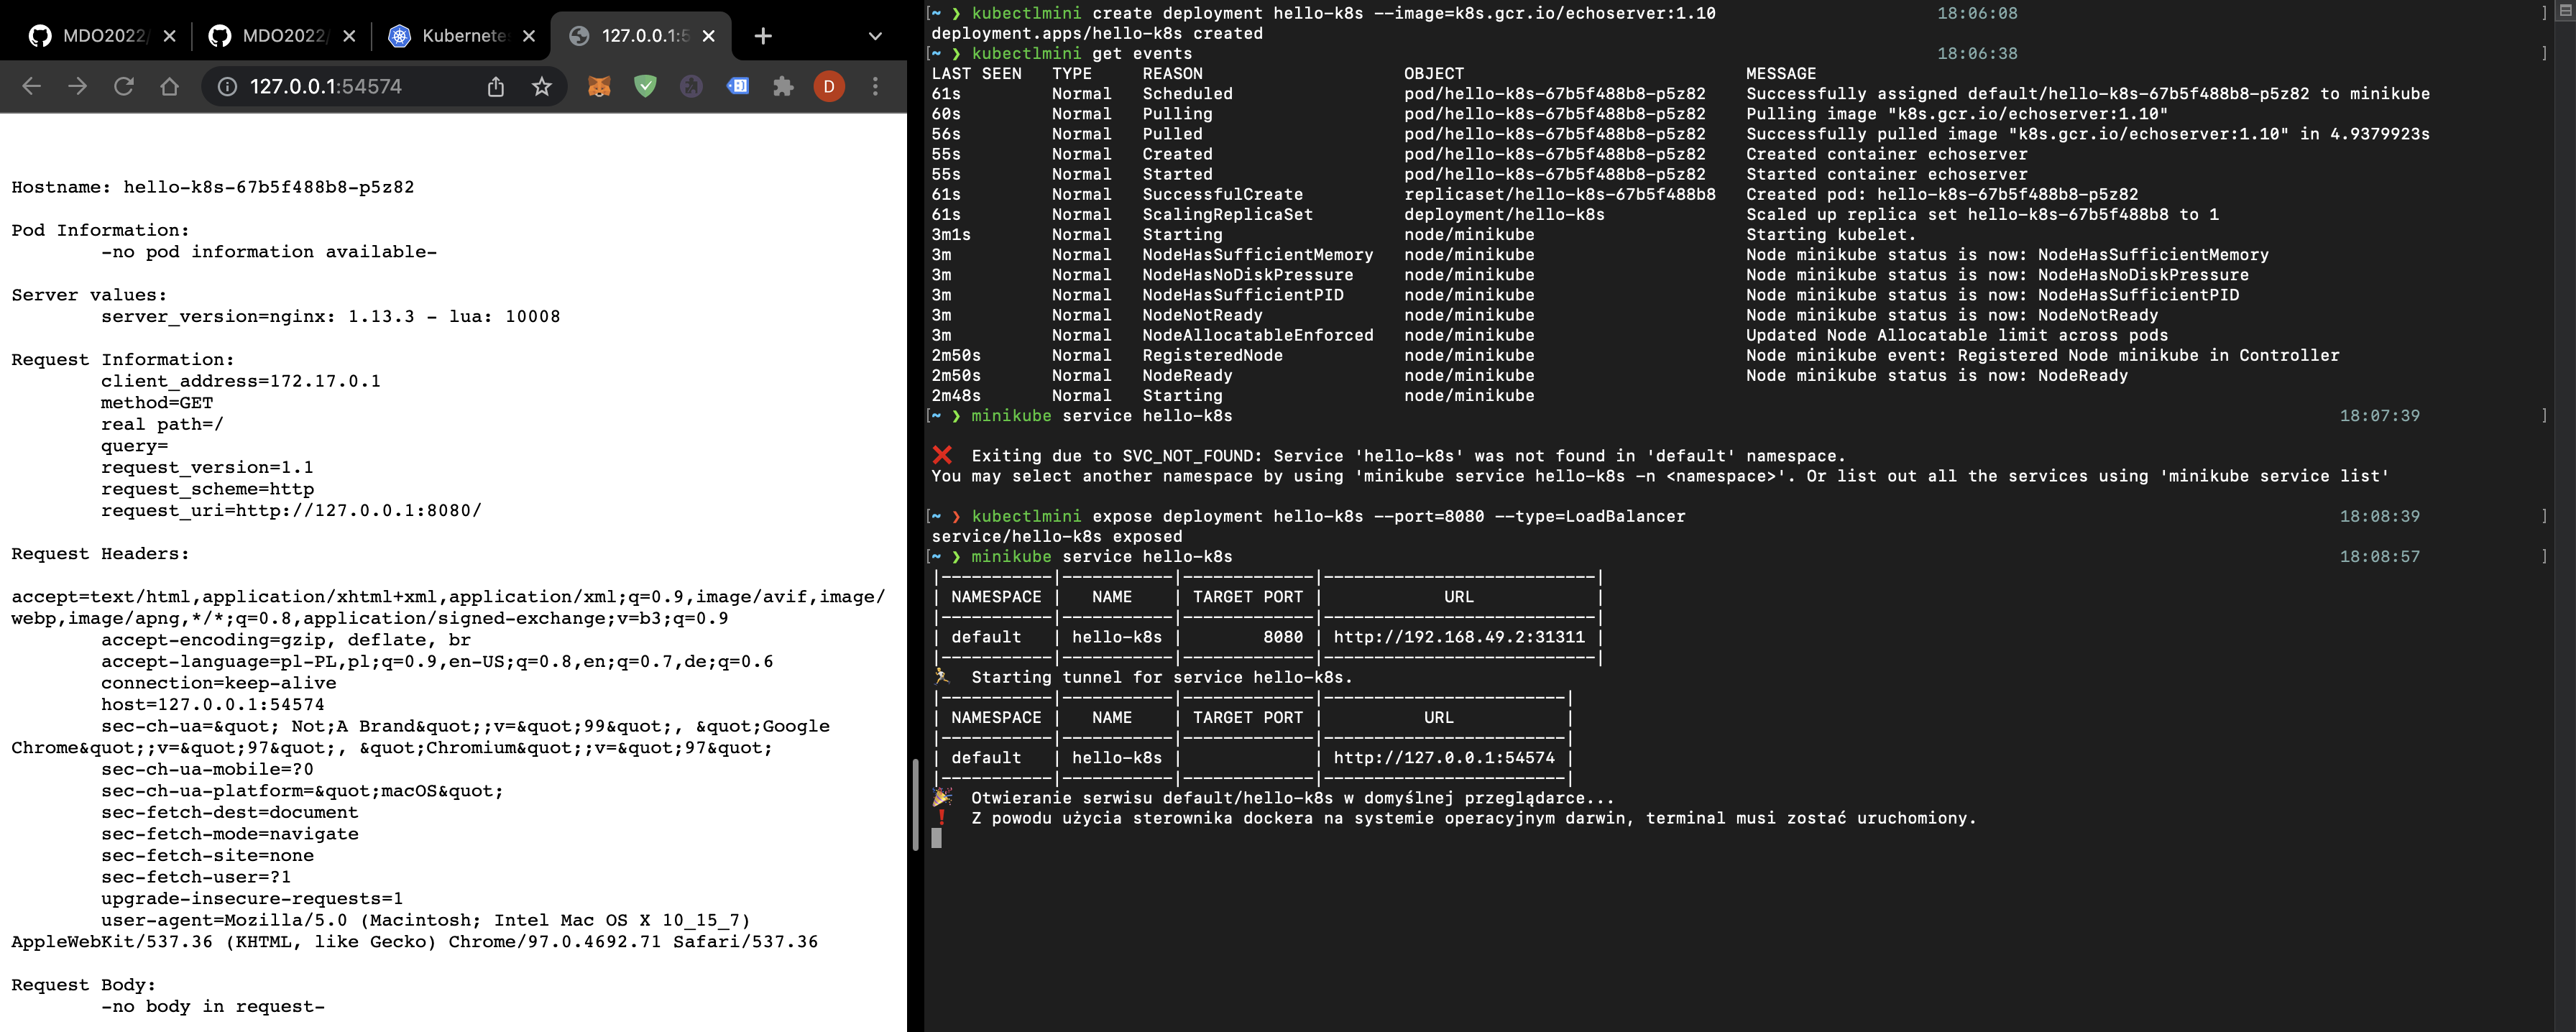 MDO2022/
MDO2022/
Kubernete
127.0.0.1:5
127.0.0.1:54574
D
Hostname: hello-k8s-67b5f488b8-p5z82
Pod Information:
-no pod information available-
Server values:
server_version=nginx: 1.13.3 - lua: 10008
Request Information:
client_address=172.17.0.1
method=GET
real path=/
query=
request_version=1.1
request_scheme=http
request_uri=http://127.0.0.1:8080/
Request Headers:
accept=text/html,application/xhtml+xml,application/xml;q=0.9,image/avif,image/
webp,image/apng,*/*;q=0.8,application/signed-exchange;v=b3;q=0.9
accept-encoding=gzip, deflate, br
accept-language=pl-PL,pl;q=0.9,en-US;q=0.8,en;q=0.7,de;q=0.6
connection=keep-alive
host=127.0.0.1:54574
sec-ch-ua=&quot; Not;A Brand&quot;;v=&quot;99&quot;, &quot;Google
Chrome&quot;;v=&quot;97&quot;, &quot;Chromium&quot;;v=&quot;97&quot;
sec-ch-ua-mobile=?0
sec-ch-ua-platform=&quot;macOS&quot;
sec-fetch-dest=document
sec-fetch-mode=navigate
sec-fetch-site=none
sec-fetch-user=?1
upgrade-insecure-requests=1
user-agent=Mozilla/5.0 (Macintosh; Intel Mac OS X 10_15_7)
AppleWebKit/537.36 (KHTML, like Gecko) Chrome/97.0.4692.71 Safari/537.36
Request Body:
-no body in request-
[~ ❯ kubectlmini create deployment hello-k8s --image=k8s.gcr.io/echoserver:1.10 18:06:08 ]
deployment.apps/hello-k8s created
[~ ❯ kubectlmini get events 18:06:38 ]
LAST SEEN TYPE REASON OBJECT MESSAGE
61s Normal Scheduled pod/hello-k8s-67b5f488b8-p5z82 Successfully assigned default/hello-k8s-67b5f488b8-p5z82 to minikube
60s Normal Pulling pod/hello-k8s-67b5f488b8-p5z82 Pulling image "k8s.gcr.io/echoserver:1.10"
56s Normal Pulled pod/hello-k8s-67b5f488b8-p5z82 Successfully pulled image "k8s.gcr.io/echoserver:1.10" in 4.9379923s
55s Normal Created pod/hello-k8s-67b5f488b8-p5z82 Created container echoserver
55s Normal Started pod/hello-k8s-67b5f488b8-p5z82 Started container echoserver
61s Normal SuccessfulCreate replicaset/hello-k8s-67b5f488b8 Created pod: hello-k8s-67b5f488b8-p5z82
61s Normal ScalingReplicaSet deployment/hello-k8s Scaled up replica set hello-k8s-67b5f488b8 to 1
3m1s Normal Starting node/minikube Starting kubelet.
3m Normal NodeHasSufficientMemory node/minikube Node minikube status is now: NodeHasSufficientMemory
3m Normal NodeHasNoDiskPressure node/minikube Node minikube status is now: NodeHasNoDiskPressure
3m Normal NodeHasSufficientPID node/minikube Node minikube status is now: NodeHasSufficientPID
3m Normal NodeNotReady node/minikube Node minikube status is now: NodeNotReady
3m Normal NodeAllocatableEnforced node/minikube Updated Node Allocatable limit across pods
2m50s Normal RegisteredNode node/minikube Node minikube event: Registered Node minikube in Controller
2m50s Normal NodeReady node/minikube Node minikube status is now: NodeReady
2m48s Normal Starting node/minikube
[~ ❯ minikube service hello-k8s 18:07:39 ]
❌ Exiting due to SVC_NOT_FOUND: Service 'hello-k8s' was not found in 'default' namespace.
You may select another namespace by using 'minikube service hello-k8s -n <namespace>'. Or list out all the services using 'minikube service list'
[~ ❯ kubectlmini expose deployment hello-k8s --port=8080 --type=LoadBalancer 18:08:39 ]
service/hello-k8s exposed
[~ ❯ minikube service hello-k8s 18:08:57 ]
|-----------|-----------|-------------|---------------------------|
| NAMESPACE | NAME | TARGET PORT | URL |
|-----------|-----------|-------------|---------------------------|
| default | hello-k8s | 8080 | http://192.168.49.2:31311 |
|-----------|-----------|-------------|---------------------------|
🏃 Starting tunnel for service hello-k8s.
|-----------|-----------|-------------|------------------------|
| NAMESPACE | NAME | TARGET PORT | URL |
|-----------|-----------|-------------|------------------------|
| default | hello-k8s | | http://127.0.0.1:54574 |
|-----------|-----------|-------------|------------------------|
🎉 Otwieranie serwisu default/hello-k8s w domyślnej przeglądarce...
❗ Z powodu użycia sterownika dockera na systemie operacyjnym darwin, terminal musi zostać uruchomiony.